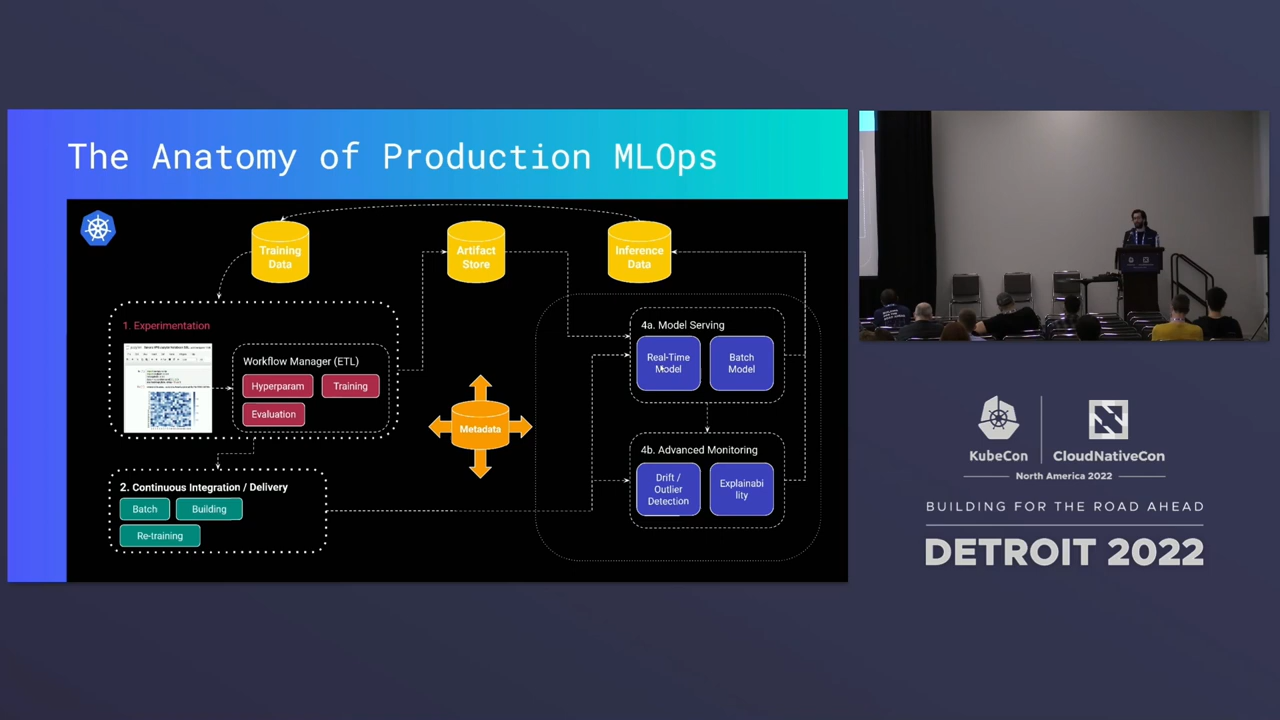 The Anatomy of Production MLOps
Training
Data
Artifact
Store
Inference
Data
1. Experimentation
Workflow Manager (ETL)
Hyperparam
Training
Evaluation
Metadata
2. Continuous Integration / Delivery
Batch
Building
Re-training
4a. Model Serving
Real-Time
Model
Batch
Model
4b. Advanced Monitoring
Drift /
Outlier
Detection
Explainabi
lity
KubeCon
CloudNativeCon
North America 2022
BUILDING FOR THE ROAD AHEAD
DETROIT 2022